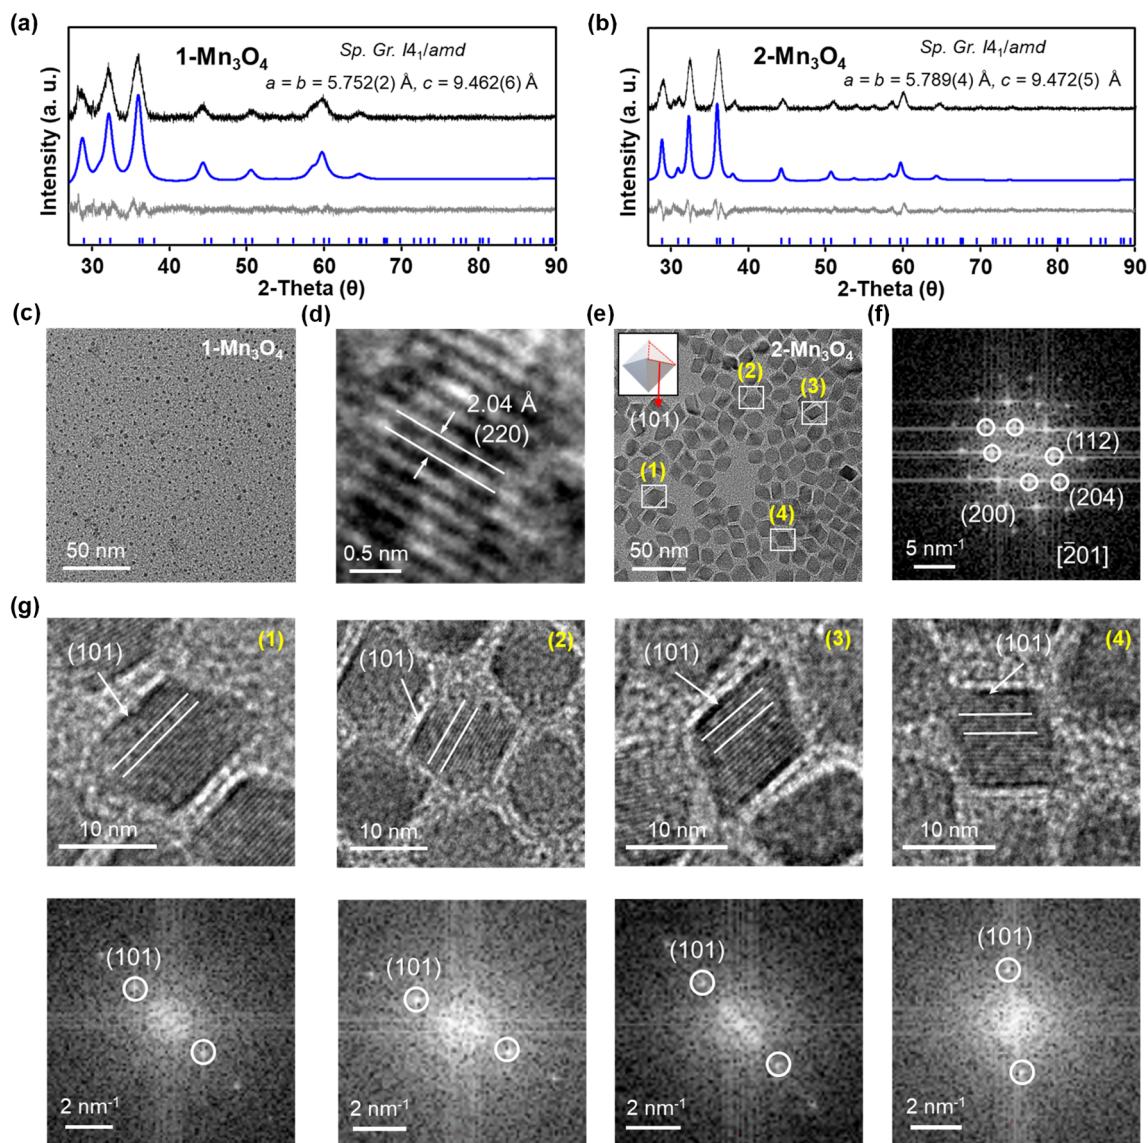 (a)
1-Mn₃O₄
Sp. Gr. I4₁/amd
a = b = 5.752(2) Å, c = 9.462(6) Å
Intensity (a. u.)
30 40 50 60 70 80 90
2-Theta (θ)
(b)
2-Mn₃O₄
Sp. Gr. I4₁/amd
a = b = 5.789(4) Å, c = 9.472(5) Å
Intensity (a. u.)
30 40 50 60 70 80 90
2-Theta (θ)
(c)
1-Mn₃O₄
50 nm
(d)
2.04 Å
(220)
0.5 nm
(e)
2-Mn₃O₄
(101)
(2)
(3)
(1)
(4)
50 nm
(f)
(112)
(204)
(200)
5 nm⁻¹
[2̅01]
(g)
(1)
(101)
10 nm
(2)
(101)
10 nm
(3)
(101)
10 nm
(4)
(101)
10 nm
(101)
2 nm⁻¹
(101)
2 nm⁻¹
(101)
2 nm⁻¹
(101)
2 nm⁻¹